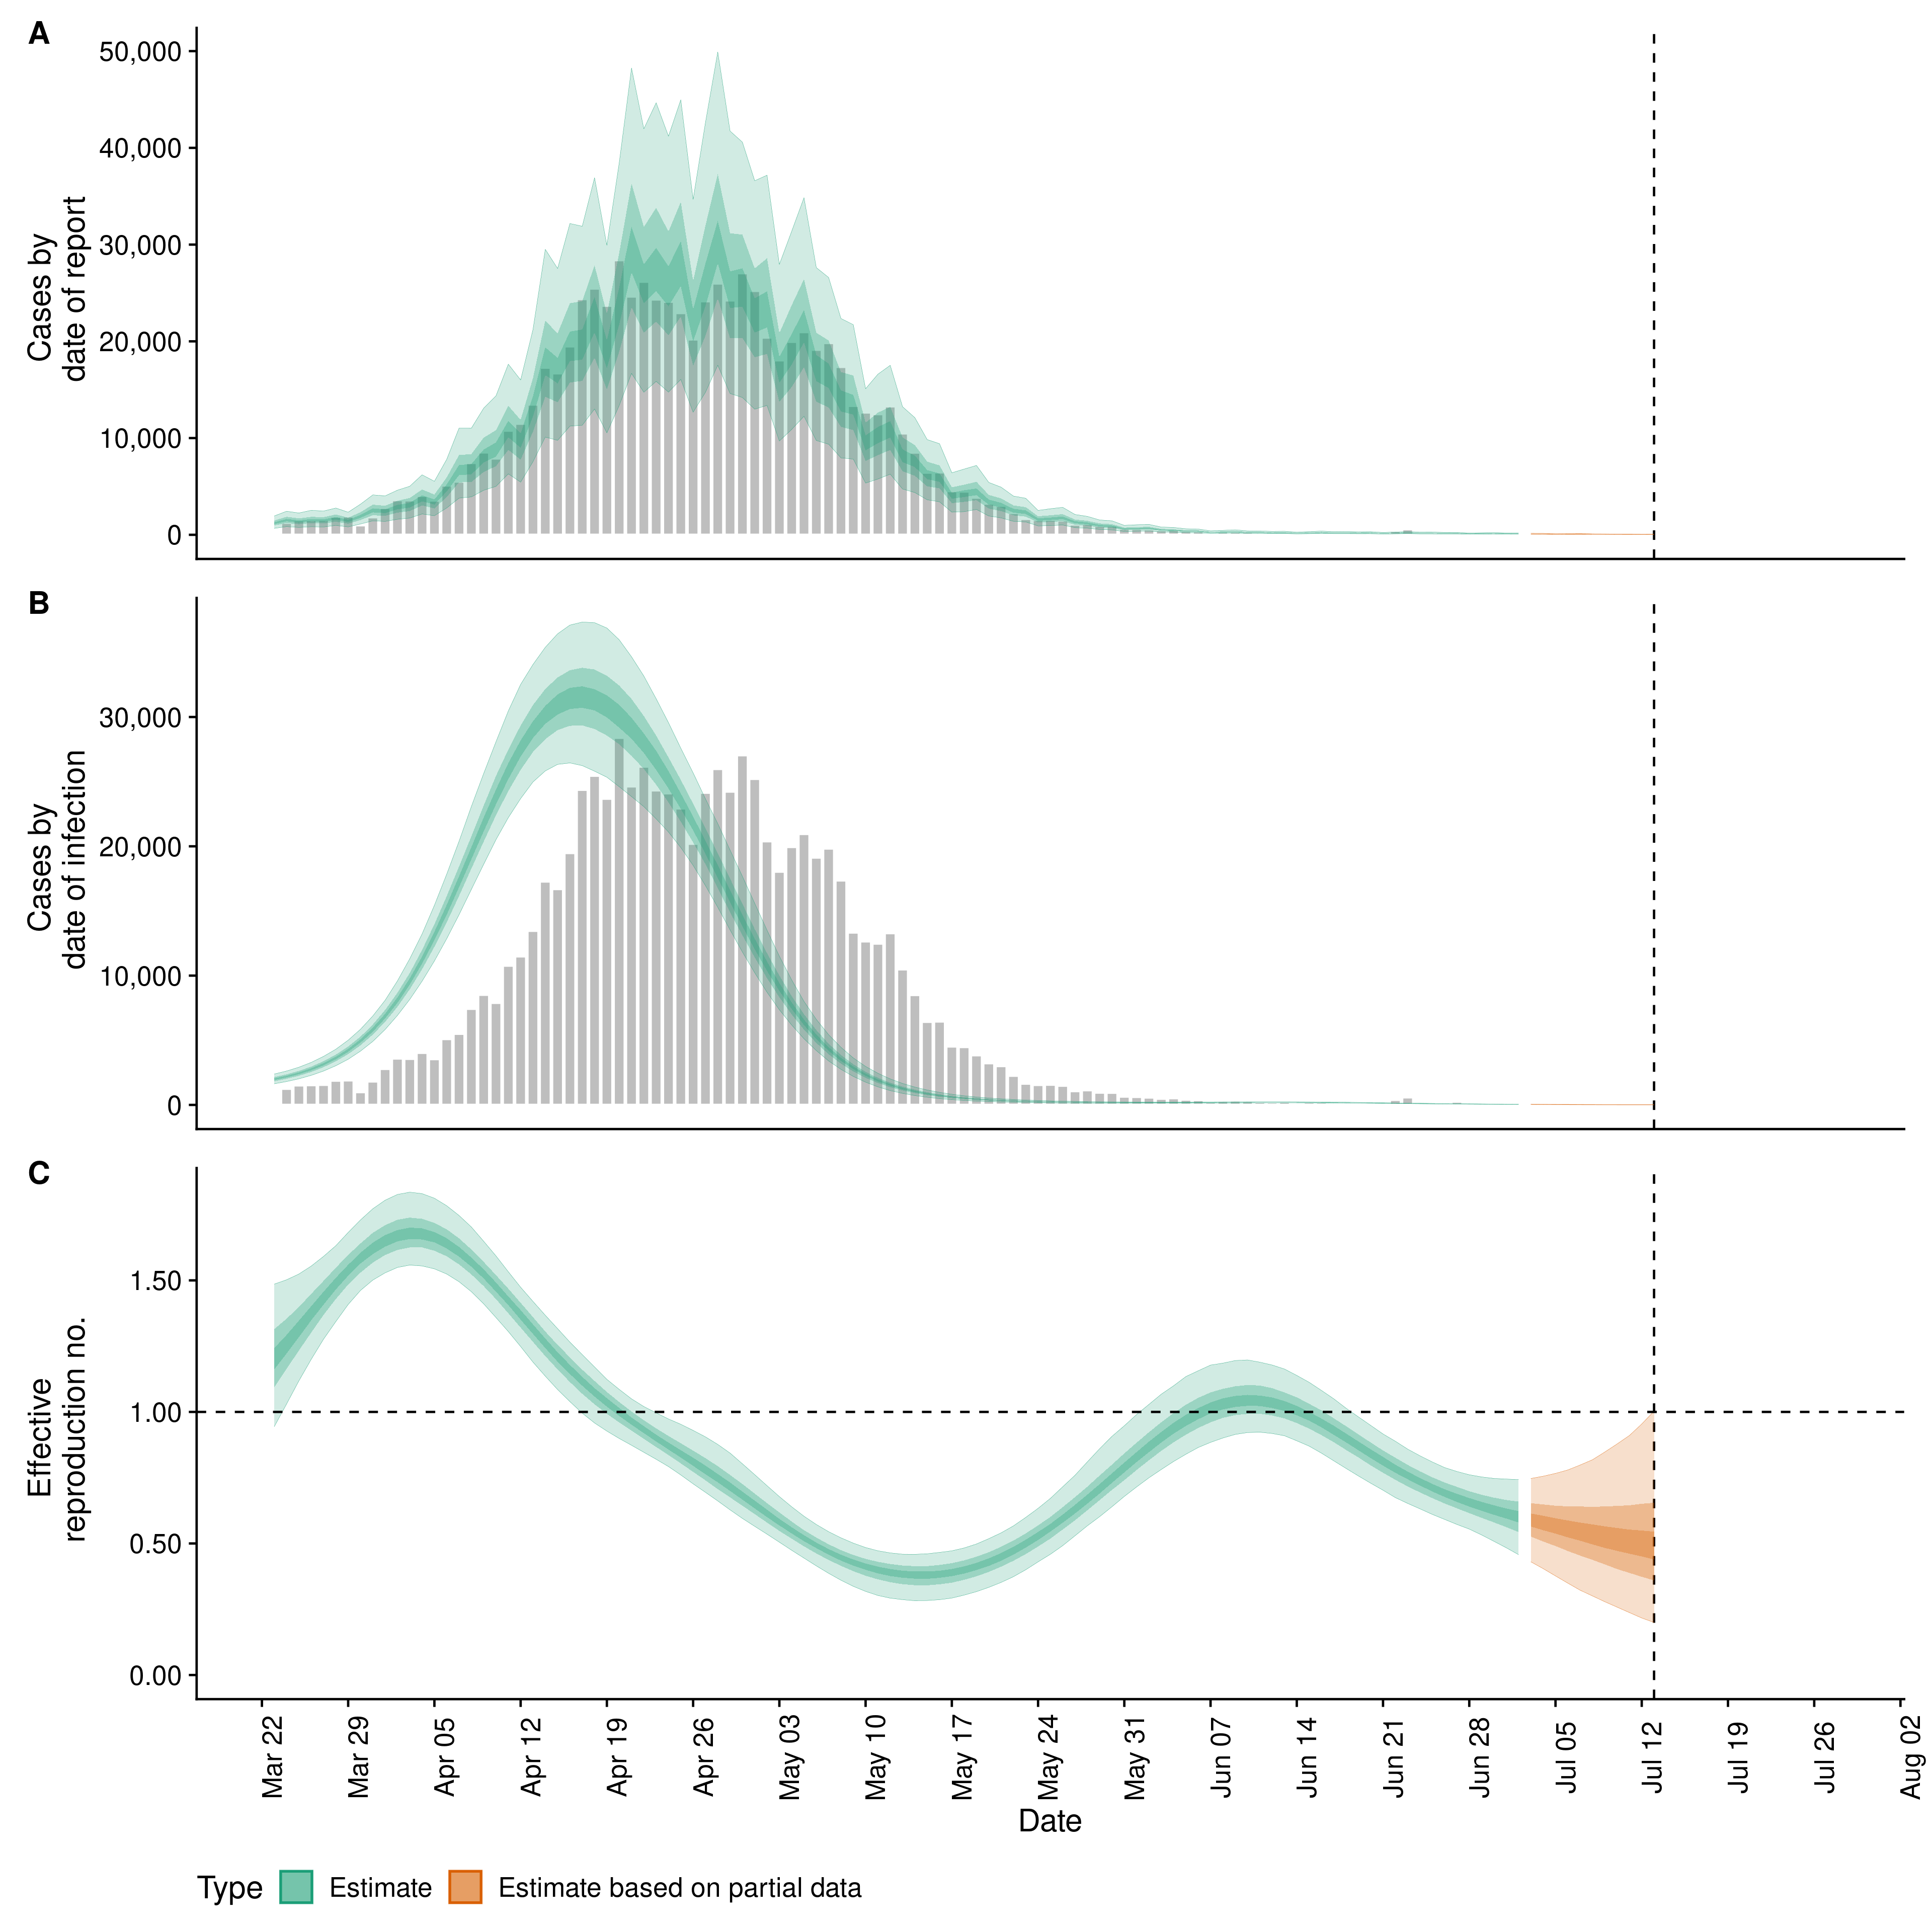 A
50,000
40,000
30,000
20,000
10,000
0
Cases by
date of report
B
30,000
20,000
10,000
0
Cases by
date of infection
C
1.50
1.00
0.50
0.00
Effective
reproduction no.
Mar 22
Mar 29
Apr 05
Apr 12
Apr 19
Apr 26
May 03
May 10
May 17
May 24
May 31
Jun 07
Jun 14
Jun 21
Jun 28
Jul 05
Jul 12
Jul 19
Jul 26
Aug 02
Date
Type Estimate Estimate based on partial data